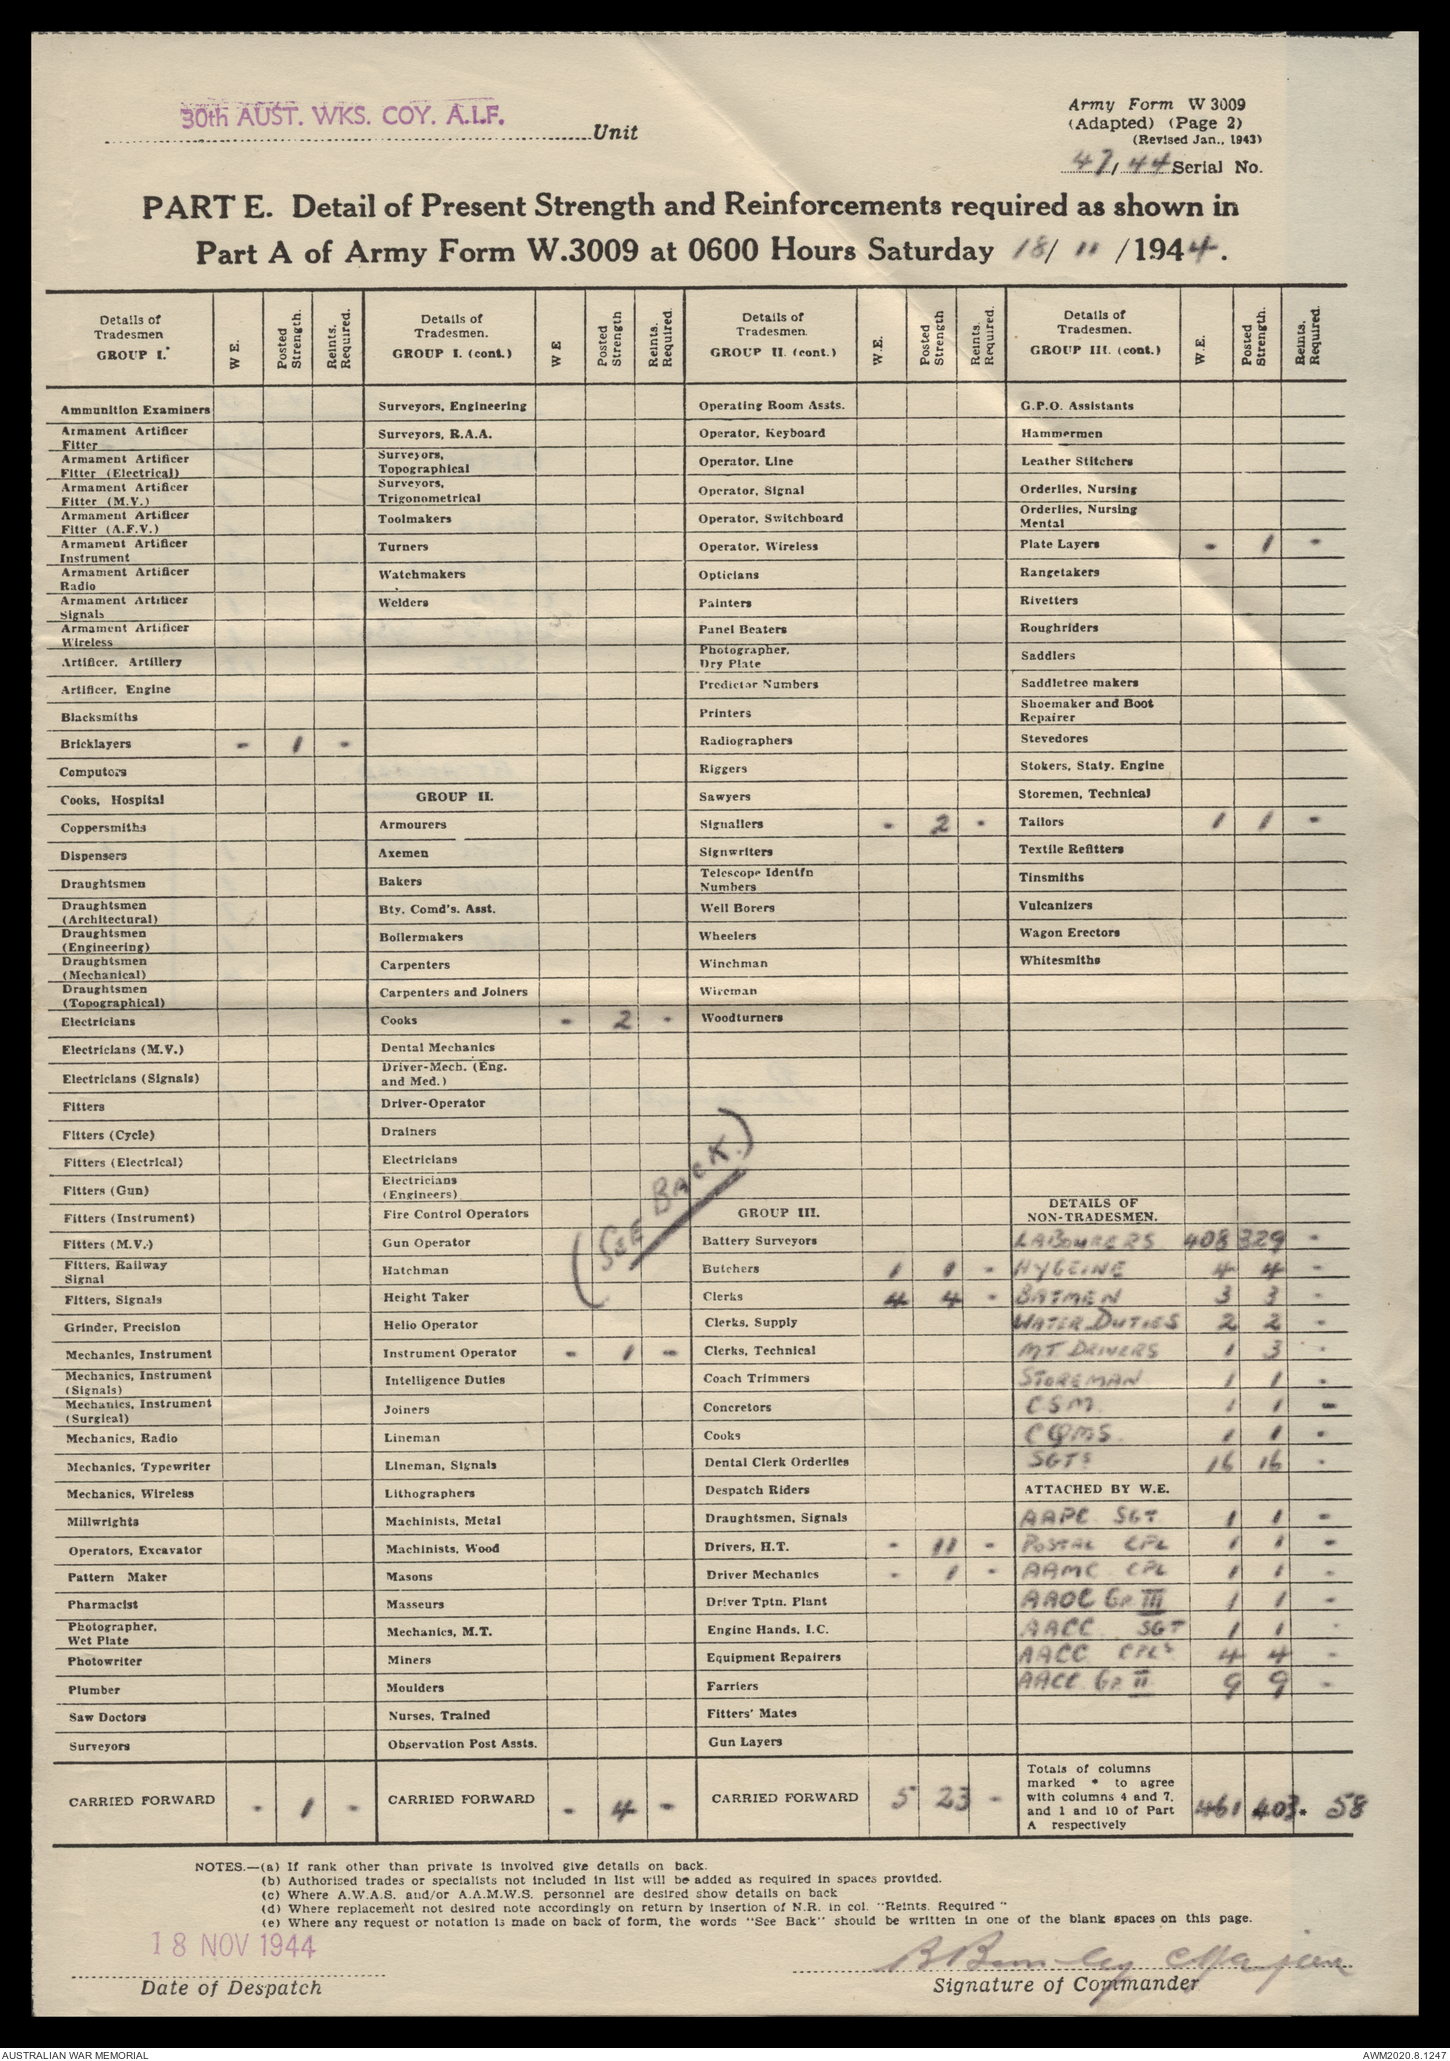 30th AUST. WKS. COY. A.I.F.
Unit
Army Form W 3009
(Adapted) (Page 2)
(Revised Jan., 1943)
47/44 Serial No.
PART E. Detail of Present Strength and Reinforcements required as shown in
Part A of Army Form W.3009 at 0600 Hours Saturday 18/ 11 /1944.
Details of Tradesmen GROUP I. W E. Posted Strength. Reints. Required.
Ammunition Examiners
Armament Artificer Fitter
Armament Artificer Fitter (Electrical)
Armament Artificer Fitter (M.V.)
Armament Artificer Fitter (A.F.V.)
Armament Artificer Instrument
Armament Artificer Radio
Armament Artificer Signals
Armament Artificer Wireless
Artificer, Artillery
Artificer, Engine
Blacksmiths
Bricklayers - 1 -
Computors
Cooks, Hospital
Coppersmiths
Dispensers
Draughtsmen
Draughtsmen (Architectural)
Draughtsmen (Engineering)
Draughtsmen (Mechanical)
Draughtsmen (Topographical)
Electricians
Electricians (M.V.)
Electricians (Signals)
Fitters
Fitters (Cycle)
Fitters (Electrical)
Fitters (Gun)
Fitters (Instrument)
Fitters (M.V.)
Fitters, Railway Signal
Fitters, Signals
Grinder, Precision
Mechanics, Instrument
Mechanics, Instrument (Signals)
Mechanics, Instrument (Surgical)
Mechanics, Radio
Mechanics, Typewriter
Mechanics, Wireless
Millwrights
Operators, Excavator
Pattern Maker
Pharmacist
Photographer, Wet Plate
Photowriter
Plumber
Saw Doctors
Surveyors
CARRIED FORWARD - 1 -
Details of Tradesmen. GROUP I. (cont.) W E Posted Strength Reints. Required.
Surveyors, Engineering
Surveyors, R.A.A.
Surveyors, Topographical
Surveyors, Trigonometrical
Toolmakers
Turners
Watchmakers
Welders
GROUP II.
Armourers
Axemen
Bakers
Bty. Comd's. Asst.
Boilermakers
Carpenters
Carpenters and Joiners
Cooks - 2 -
Dental Mechanics
Driver-Mech. (Eng. and Med.)
Driver-Operator
Drainers
Electricians
Electricians (Engineers)
Fire Control Operators
Gun Operator
Hatchman
Height Taker
Helio Operator
Instrument Operator - 1 -
Intelligence Duties
Joiners
Lineman
Lineman, Signals
Lithographers
Machinists, Metal
Machinists, Wood
Masons
Masseurs
Mechanics, M.T.
Miners
Moulders
Nurses, Trained
Observation Post Assts.
CARRIED FORWARD - 4 -
(SEE BACK.)
Details of Tradesmen. GROUP II. (cont.) W.E. Posted Strength Reints. Required.
Operating Room Assts.
Operator, Keyboard
Operator, Line
Operator, Signal
Operator, Switchboard
Operator, Wireless
Opticians
Painters
Panel Beaters
Photographer, Dry Plate
Predictor Numbers
Printers
Radiographers
Riggers
Sawyers
Signallers - 2 -
Signwriters
Telescope Identfn Numbers
Well Borers
Wheelers
Winchman
Wireman
Woodturners
GROUP III.
Battery Surveyors
Butchers 1 1 -
Clerks 4 4 -
Clerks, Supply
Clerks, Technical
Coach Trimmers
Concretors
Cooks
Dental Clerk Orderlies
Despatch Riders
Draughtsmen, Signals
Drivers, H.T. - 11 -
Driver Mechanics - 1 -
Driver Tptn. Plant
Engine Hands, I.C.
Equipment Repairers
Farriers
Fitters' Mates
Gun Layers
CARRIED FORWARD 5 23 -
Details of Tradesmen. GROUP III. (cont.) W.E. Posted Strength. Reints. Required.
G.P.O. Assistants
Hammermen
Leather Stitchers
Orderlies, Nursing
Orderlies, Nursing Mental
Plate Layers - 1 -
Rangetakers
Rivetters
Roughriders
Saddlers
Saddletree makers
Shoemaker and Boot Repairer
Stevedores
Stokers, Staty. Engine
Storemen, Technical
Tailors 1 1 -
Textile Refitters
Tinsmiths
Vulcanizers
Wagon Erectors
Whitesmiths
DETAILS OF NON-TRADESMEN.
LABOURERS 408 329 -
HYGEINE 4 4 -
BATMEN 3 3 -
WATER DUTIES 2 2 -
M.T. DRIVERS 1 3 -
STOREMAN 1 1 -
C.S.M. 1 1 -
CQMS. 1 1 -
SGTS 16 16 -
ATTACHED BY W.E.
AAPC SGT 1 1 -
POSTAL CPL 1 1 -
AAMC CPL 1 1 -
AAOC Gp III 1 1 -
AACC SGT 1 1 -
AACC CPLS 4 4 -
AACC Gp II 9 9 -
Totals of columns
marked * to agree
with columns 4 and 7,
and 1 and 10 of Part
A respectively
461 403* 58
NOTES.—(a) If rank other than private is involved give details on back.
(b) Authorised trades or specialists not included in list will be added as required in spaces provided.
(c) Where A.W.A.S. and/or A.A.M.W.S. personnel are desired show details on back
(d) Where replacement not desired note accordingly on return by insertion of N.R. in col. "Reints. Required"
(e) Where any request or notation is made on back of form, the words "See Back" should be written in one of the blank spaces on this page.
18 NOV 1944
Date of Despatch
Major
Signature of Commander
AUSTRALIAN WAR MEMORIAL
AWM2020.8.1247